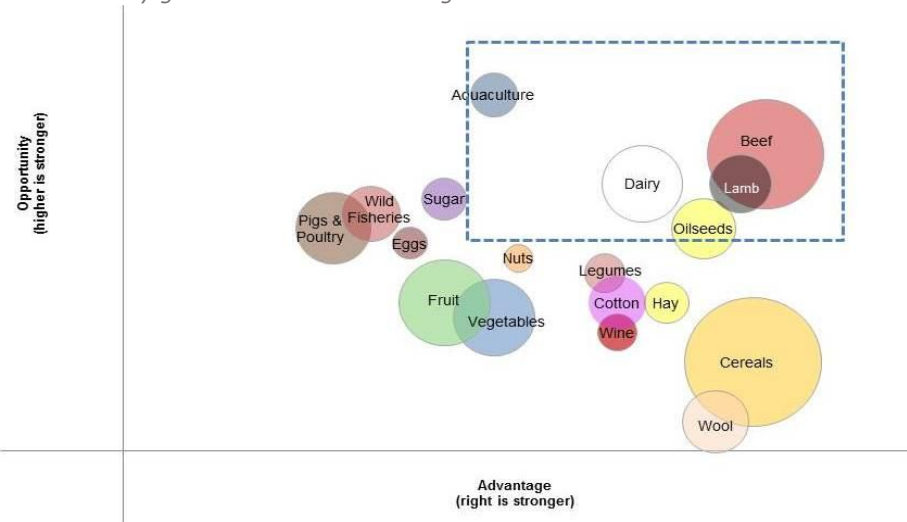 Opportunity
(higher is stronger)
Aquaculture
Beef
Dairy
Lamb
Sugar
Wild
Fisheries
Pigs &
Poultry
Oilseeds
Eggs
Nuts
Legumes
Fruit
Cotton
Hay
Vegetables
Wine
Cereals
Wool
Advantage
(right is stronger)